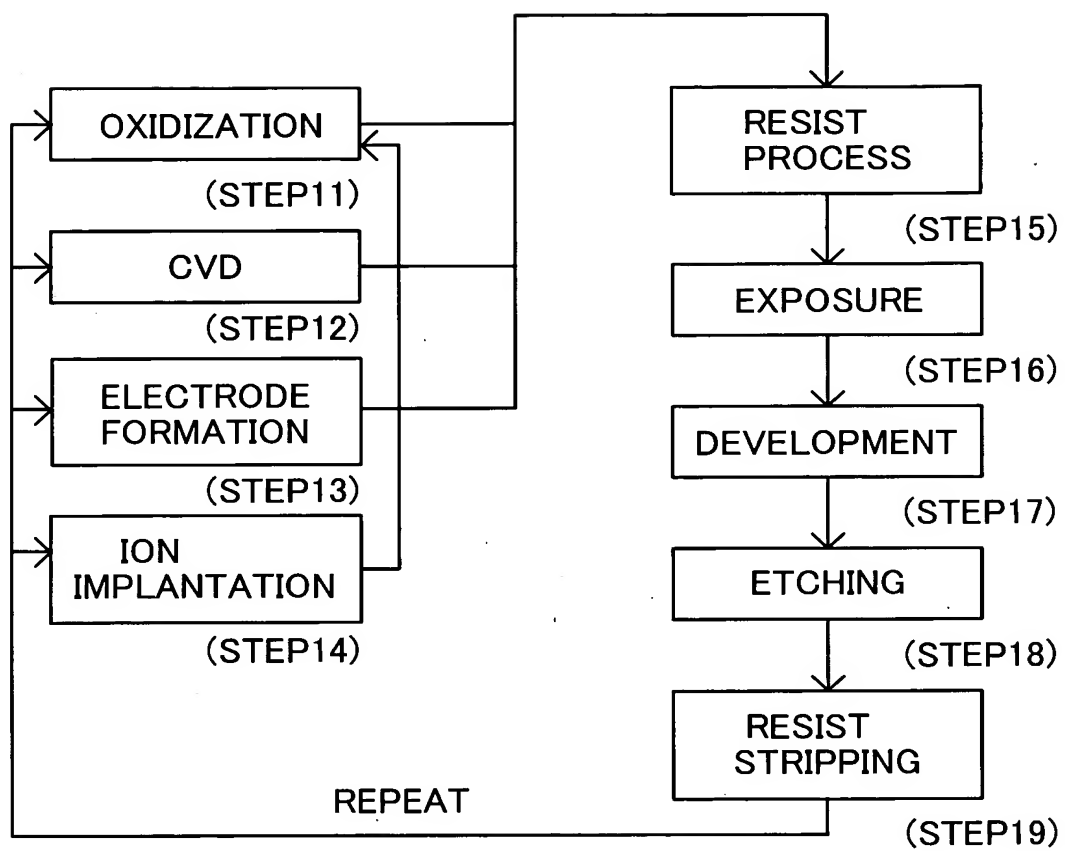 OXIDIZATION
(STEP11)
CVD
(STEP12)
ELECTRODE
FORMATION
(STEP13)
ION
IMPLANTATION
(STEP14)
RESIST
PROCESS
(STEP15)
EXPOSURE
(STEP16)
DEVELOPMENT
(STEP17)
ETCHING
(STEP18)
RESIST
STRIPPING
(STEP19)
REPEAT